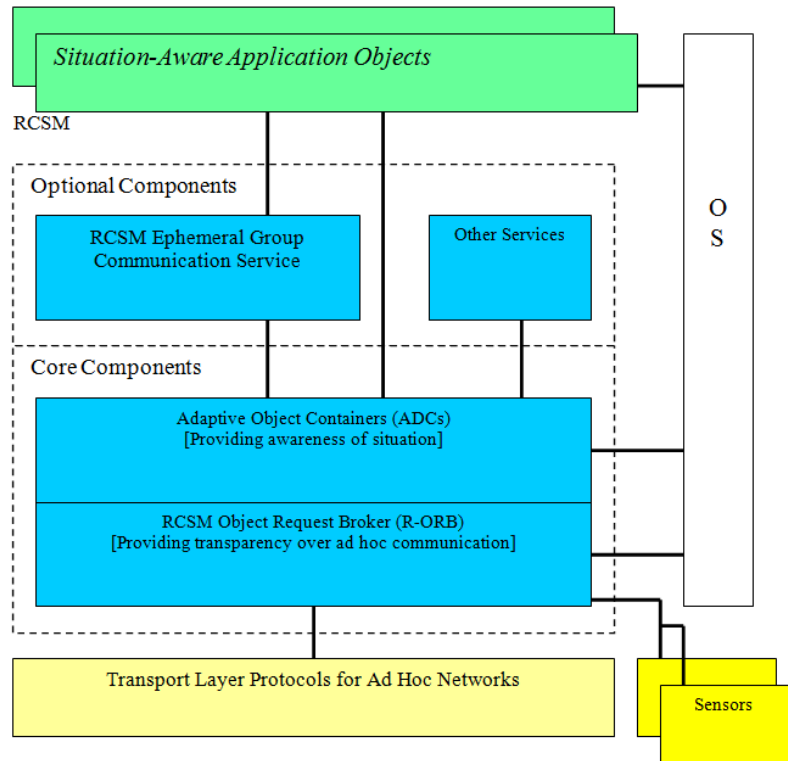 Situation-Aware Application Objects
RCSM
Optional Components
RCSM Ephemeral Group
Communication Service
Other Services
O
S
Core Components
Adaptive Object Containers (ADCs)
[Providing awareness of situation]
RCSM Object Request Broker (R-ORB)
[Providing transparency over ad hoc communication]
Transport Layer Protocols for Ad Hoc Networks
Sensors